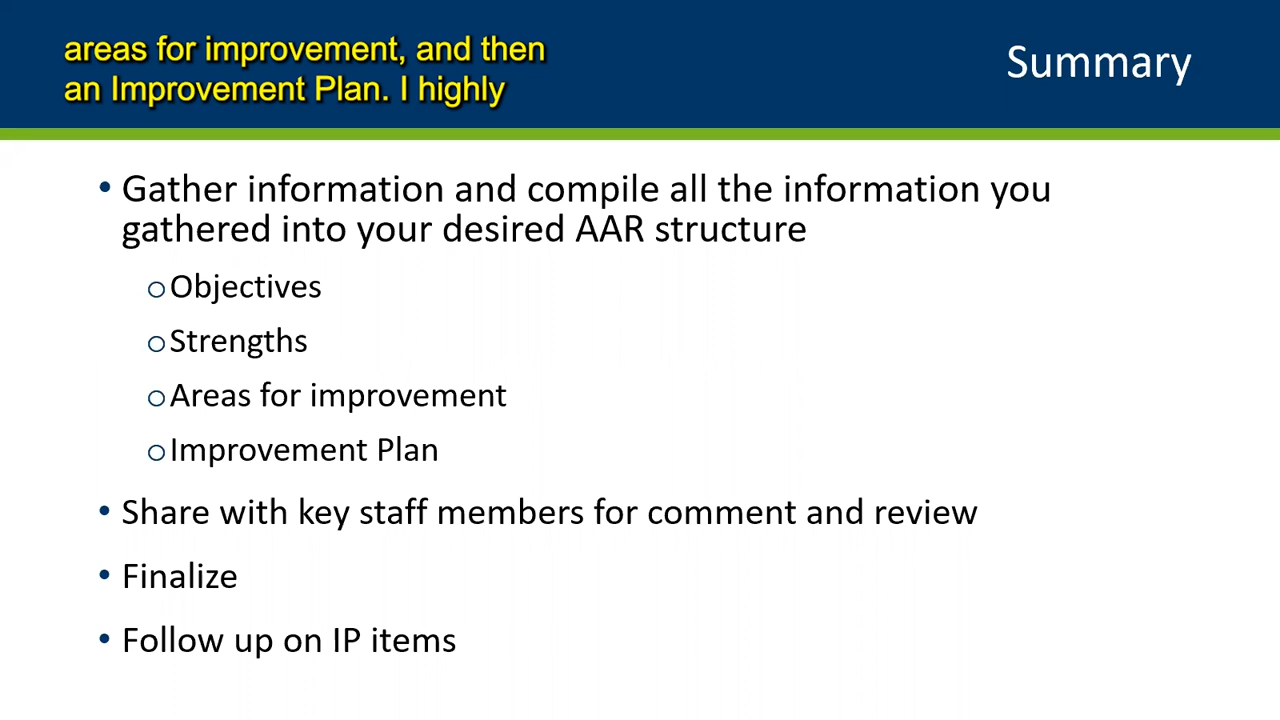 areas for improvement, and then
an Improvement Plan. I highly
Summary
• Gather information and compile all the information you
gathered into your desired AAR structure
○ Objectives
○ Strengths
○ Areas for improvement
○ Improvement Plan
• Share with key staff members for comment and review
• Finalize
• Follow up on IP items